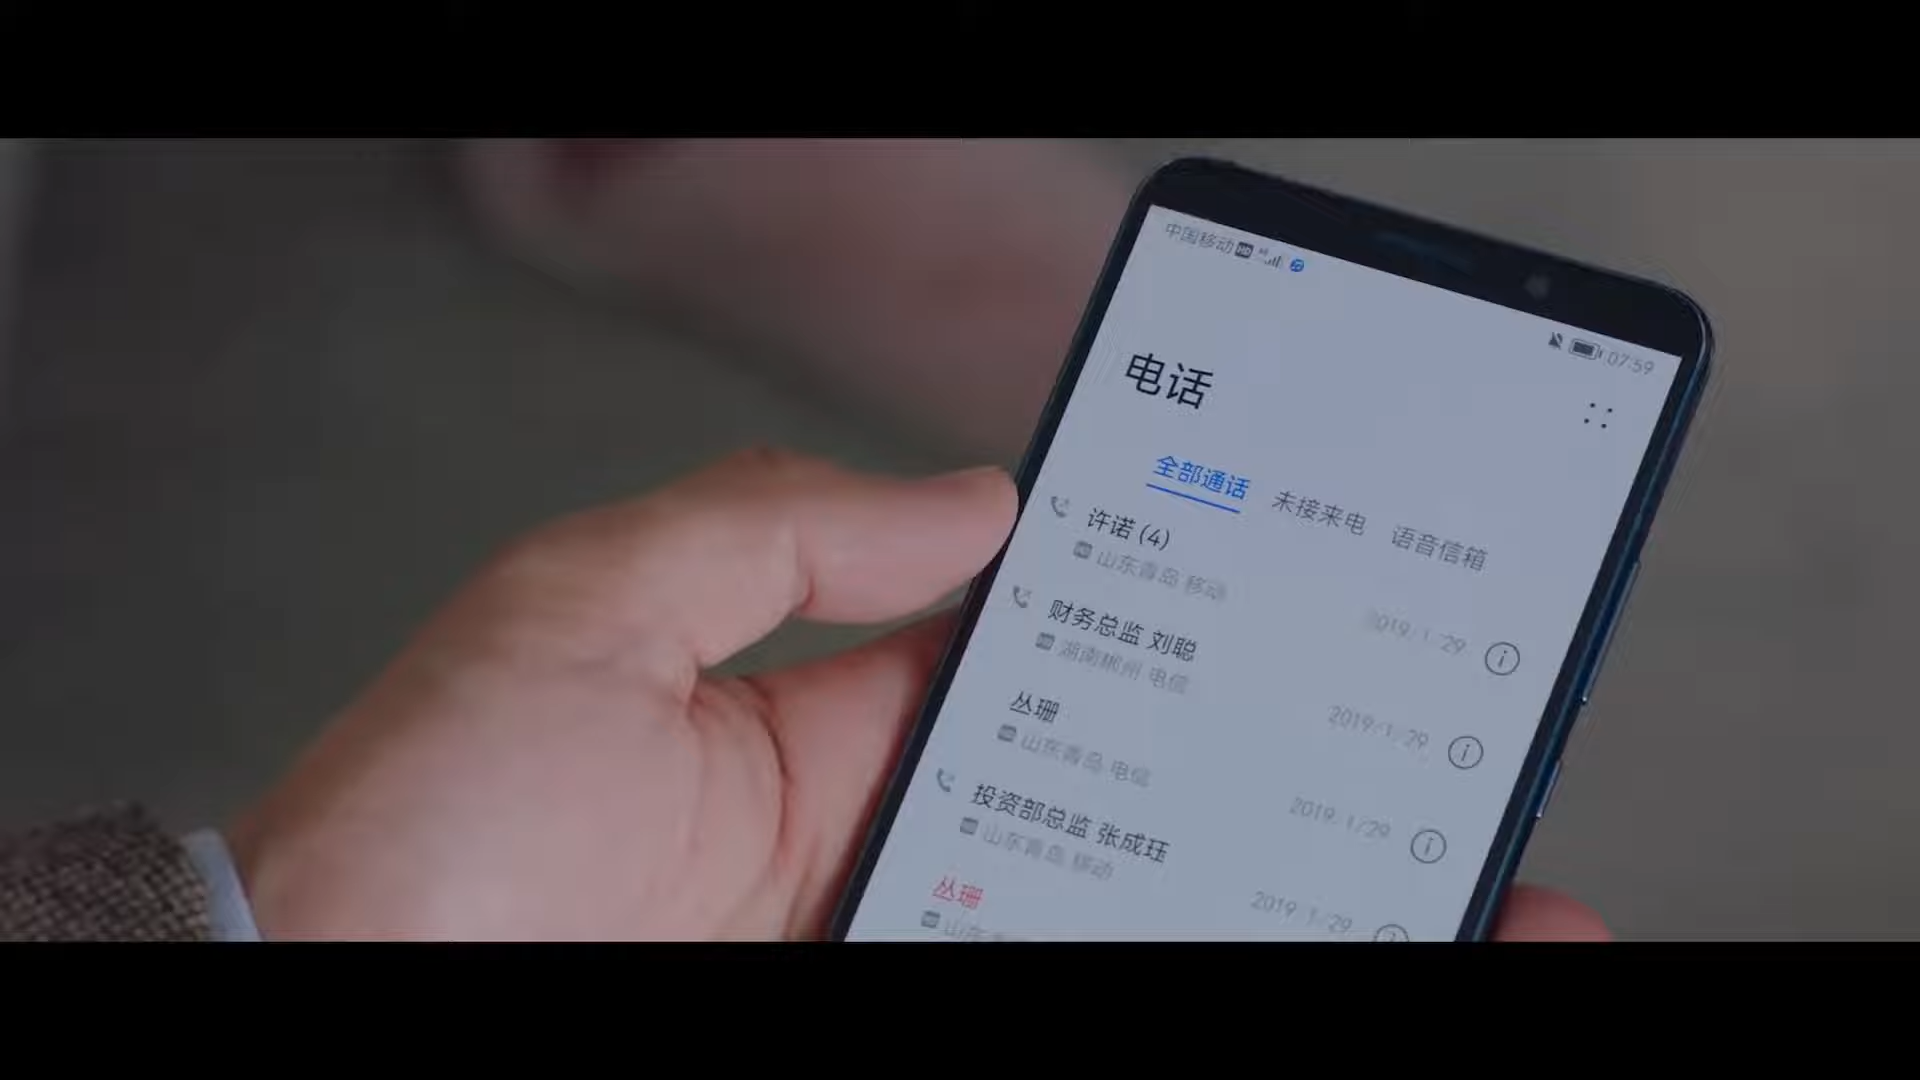 中国移动 HD
07:59
电话
全部通话 未接来电 语音信箱
许诺 (4)
山东青岛 移动
2019/1/29
财务总监 刘聪
湖南郴州 电信
2019/1/29
丛珊
山东青岛 电信
2019/1/29
投资部总监 张成珏
山东青岛 移动
2019/1/29
丛珊